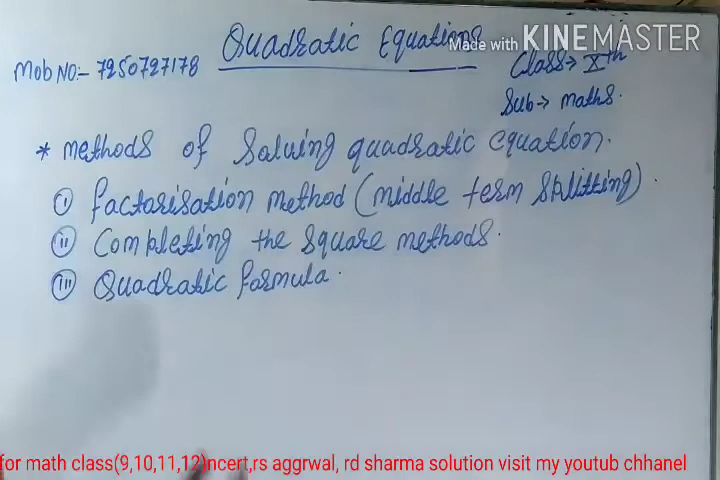 Quadratic Equations
Made with KINEMASTER
Mob No:- 7250727178
Class→ Xth
Sub→ maths.
* methods of Solving quadratic equation.
(i) factorisation method (middle term Splitting).
(ii) Completing the square methods.
(iii) Quadratic formula.
for math class(9,10,11,12)ncert,rs aggrwal, rd sharma solution visit my youtub chhanel